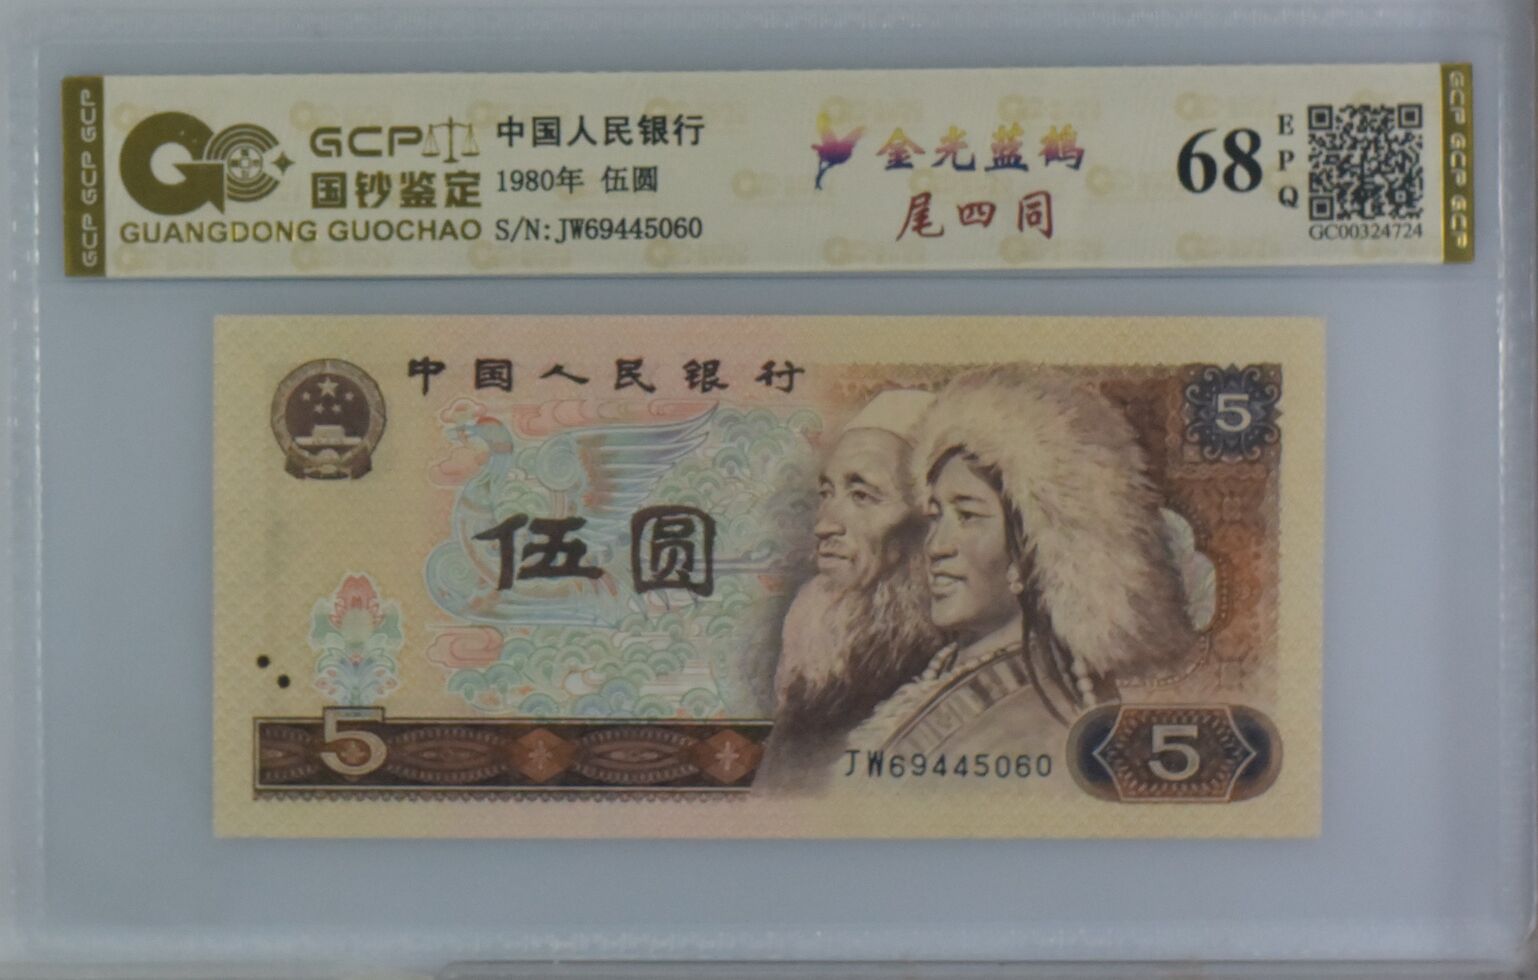 GCP GCP GCP
GCP
国钞鉴定
GUANGDONG GUOCHAO
中国人民银行
1980年 伍圆
S/N:JW69445060
金光蓝鹤
尾四同
68
EPQ
GC00324724
GCP GCP GCP
中国人民银行
5
伍圆
5
JW69445060
5